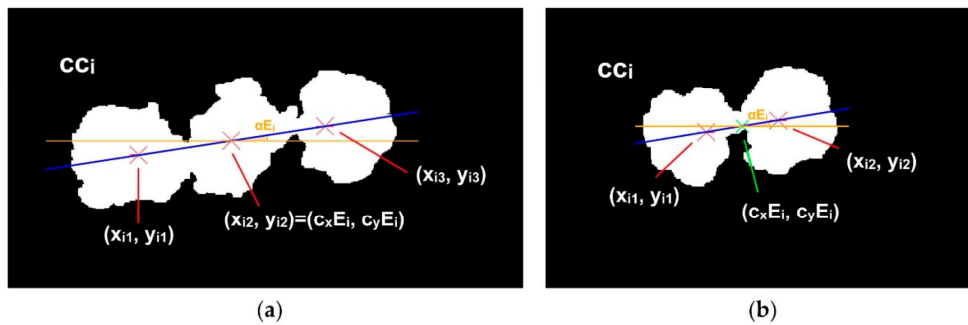 CCi
αEi
(xi3, yi3)
(xi1, yi1)
(xi2, yi2)=(cxEi, cyEi)
(a)
CCi
αEi
(xi2, yi2)
(xi1, yi1)
(cxEi, cyEi)
(b)